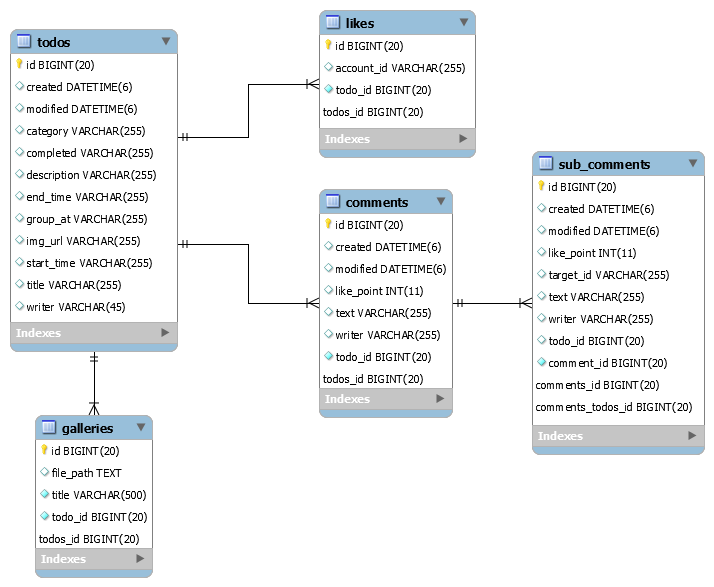 todos
id BIGINT(20)
created DATETIME(6)
modified DATETIME(6)
category VARCHAR(255)
completed VARCHAR(255)
description VARCHAR(255)
end_time VARCHAR(255)
group_at VARCHAR(255)
img_url VARCHAR(255)
start_time VARCHAR(255)
title VARCHAR(255)
writer VARCHAR(45)
Indexes
likes
id BIGINT(20)
account_id VARCHAR(255)
todo_id BIGINT(20)
todos_id BIGINT(20)
Indexes
comments
id BIGINT(20)
created DATETIME(6)
modified DATETIME(6)
like_point INT(11)
text VARCHAR(255)
writer VARCHAR(255)
todo_id BIGINT(20)
todos_id BIGINT(20)
Indexes
sub_comments
id BIGINT(20)
created DATETIME(6)
modified DATETIME(6)
like_point INT(11)
target_id VARCHAR(255)
text VARCHAR(255)
writer VARCHAR(255)
todo_id BIGINT(20)
comment_id BIGINT(20)
comments_id BIGINT(20)
comments_todos_id BIGINT(20)
Indexes
galleries
id BIGINT(20)
file_path TEXT
title VARCHAR(500)
todo_id BIGINT(20)
todos_id BIGINT(20)
Indexes